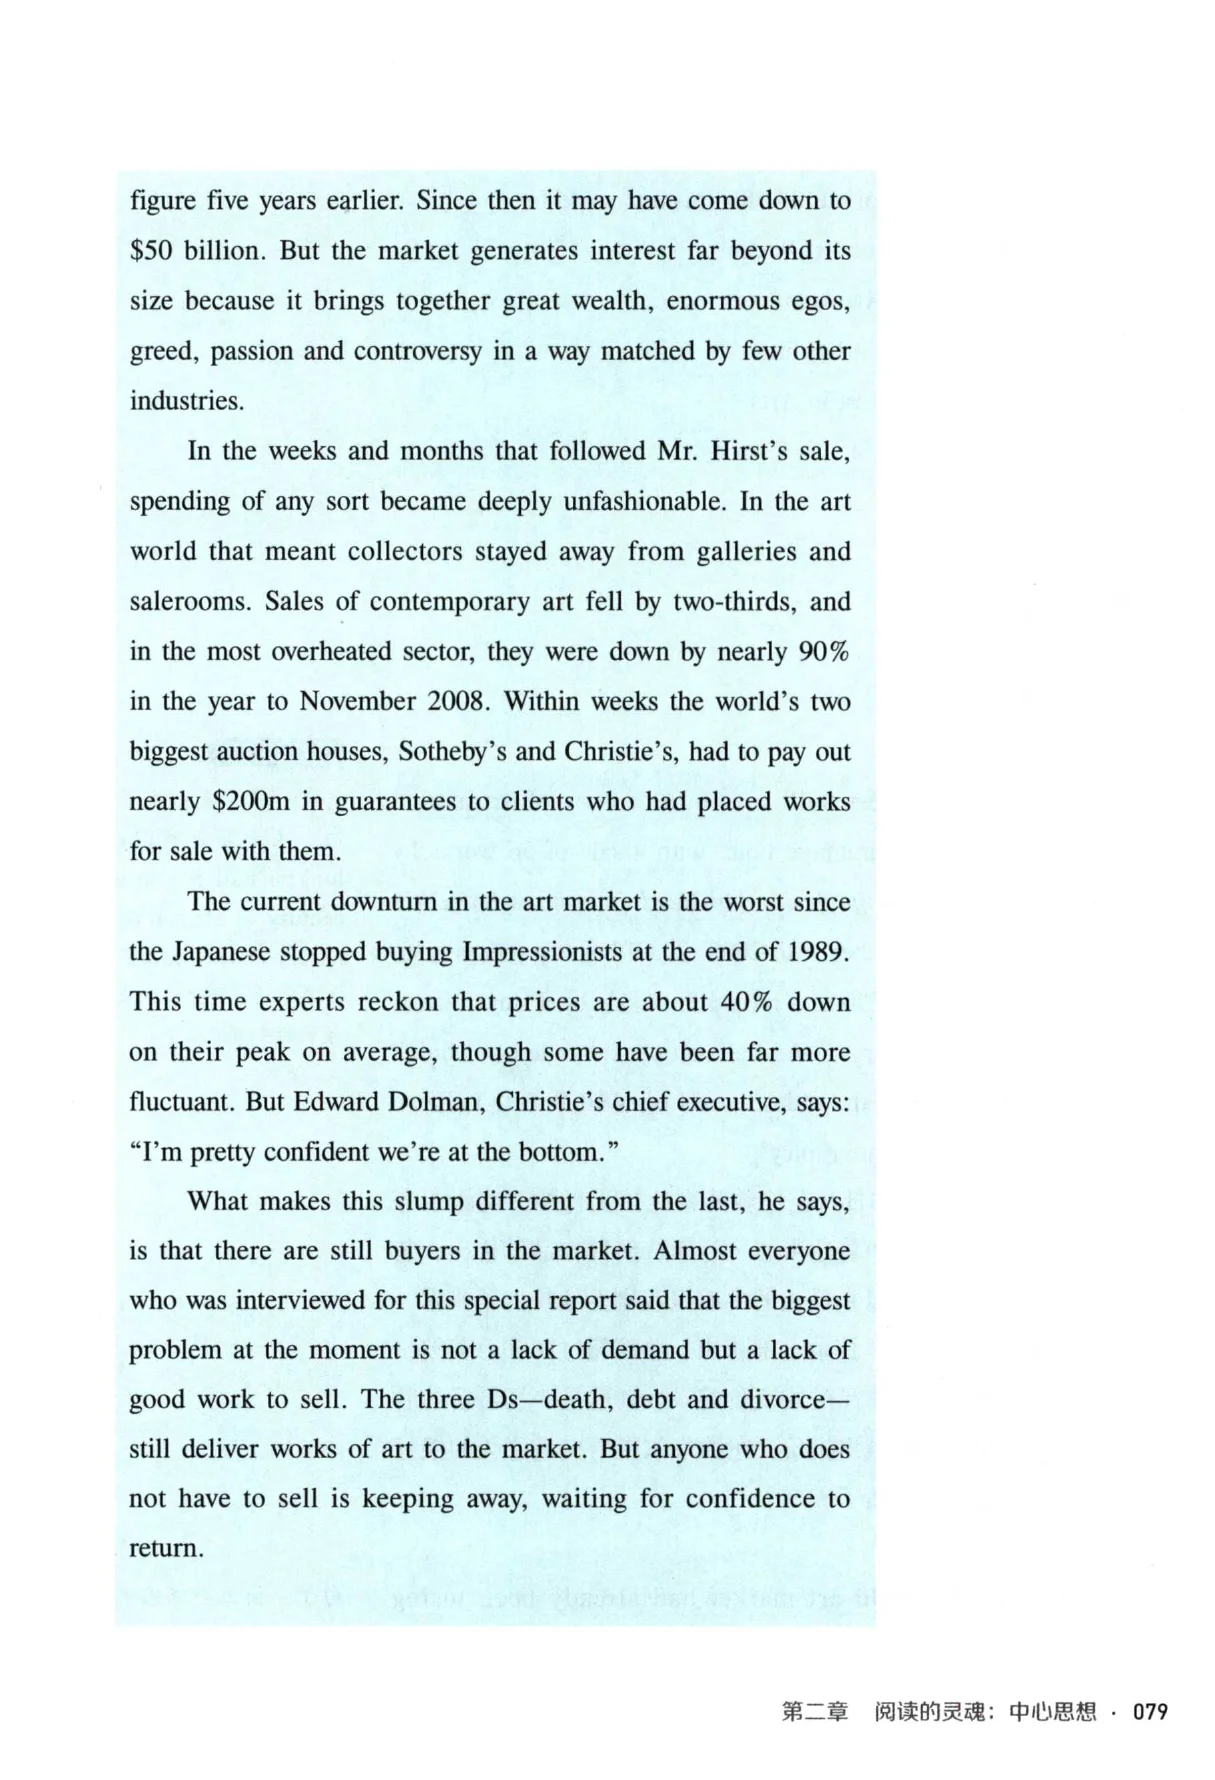 figure five years earlier. Since then it may have come down to
$50 billion. But the market generates interest far beyond its
size because it brings together great wealth, enormous egos,
greed, passion and controversy in a way matched by few other
industries.
In the weeks and months that followed Mr. Hirst's sale,
spending of any sort became deeply unfashionable. In the art
world that meant collectors stayed away from galleries and
salerooms. Sales of contemporary art fell by two-thirds, and
in the most overheated sector, they were down by nearly 90%
in the year to November 2008. Within weeks the world's two
biggest auction houses, Sotheby's and Christie's, had to pay out
nearly $200m in guarantees to clients who had placed works
for sale with them.
The current downturn in the art market is the worst since
the Japanese stopped buying Impressionists at the end of 1989.
This time experts reckon that prices are about 40% down
on their peak on average, though some have been far more
fluctuant. But Edward Dolman, Christie's chief executive, says:
“I'm pretty confident we're at the bottom.”
What makes this slump different from the last, he says,
is that there are still buyers in the market. Almost everyone
who was interviewed for this special report said that the biggest
problem at the moment is not a lack of demand but a lack of
good work to sell. The three Ds—death, debt and divorce—
still deliver works of art to the market. But anyone who does
not have to sell is keeping away, waiting for confidence to
return.
第二章 阅读的灵魂：中心思想 · 079